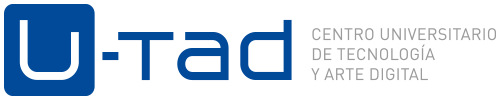 U-tad
CENTRO UNIVERSITARIO
DE TECNOLOGÍA
Y ARTE DIGITAL